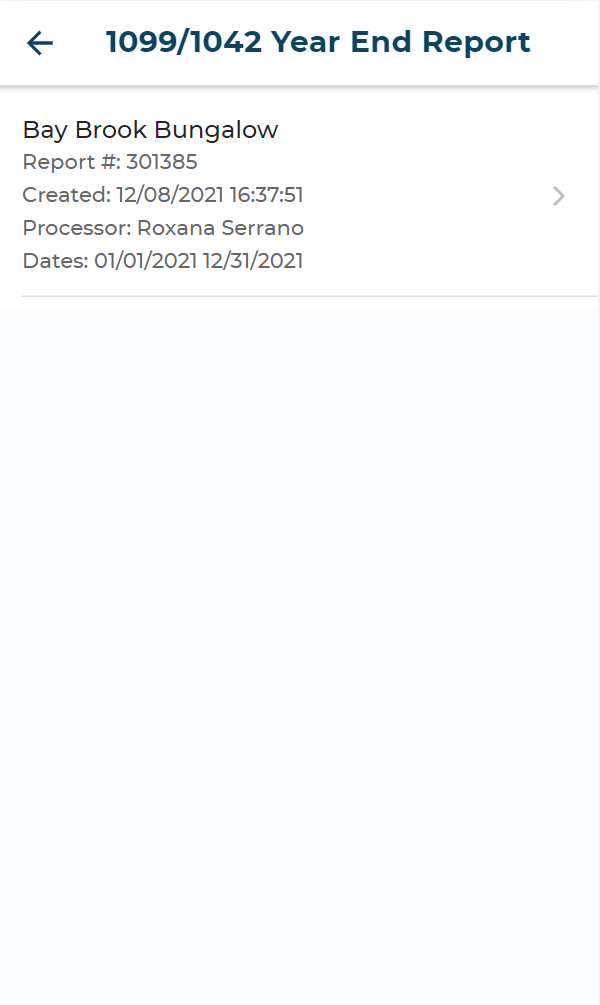 1099/1042 Year End Report
Bay Brook Bungalow
Report #: 301385
Created: 12/08/2021 16:37:51
Processor: Roxana Serrano
Dates: 01/01/2021 12/31/2021